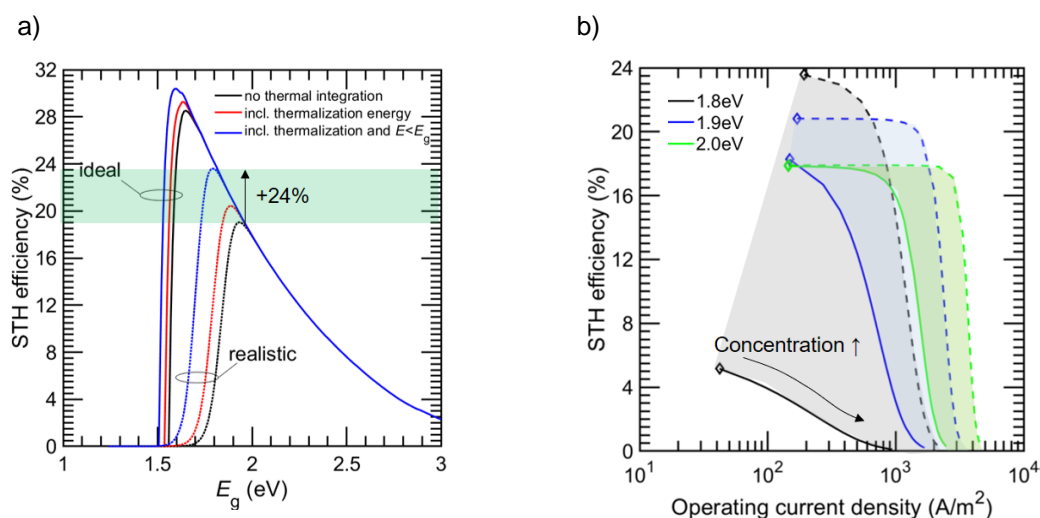 a)
32
28
24
20
16
12
8
4
0
STH efficiency (%)
no thermal integration
incl. thermalization energy
incl. thermalization and E<Eg
ideal
+24%
realistic
1
1.5
2
2.5
3
Eg (eV)
b)
24
20
16
12
8
4
0
STH efficiency (%)
1.8eV
1.9eV
2.0eV
Concentration ↑
10¹
10²
10³
10⁴
Operating current density (A/m²)